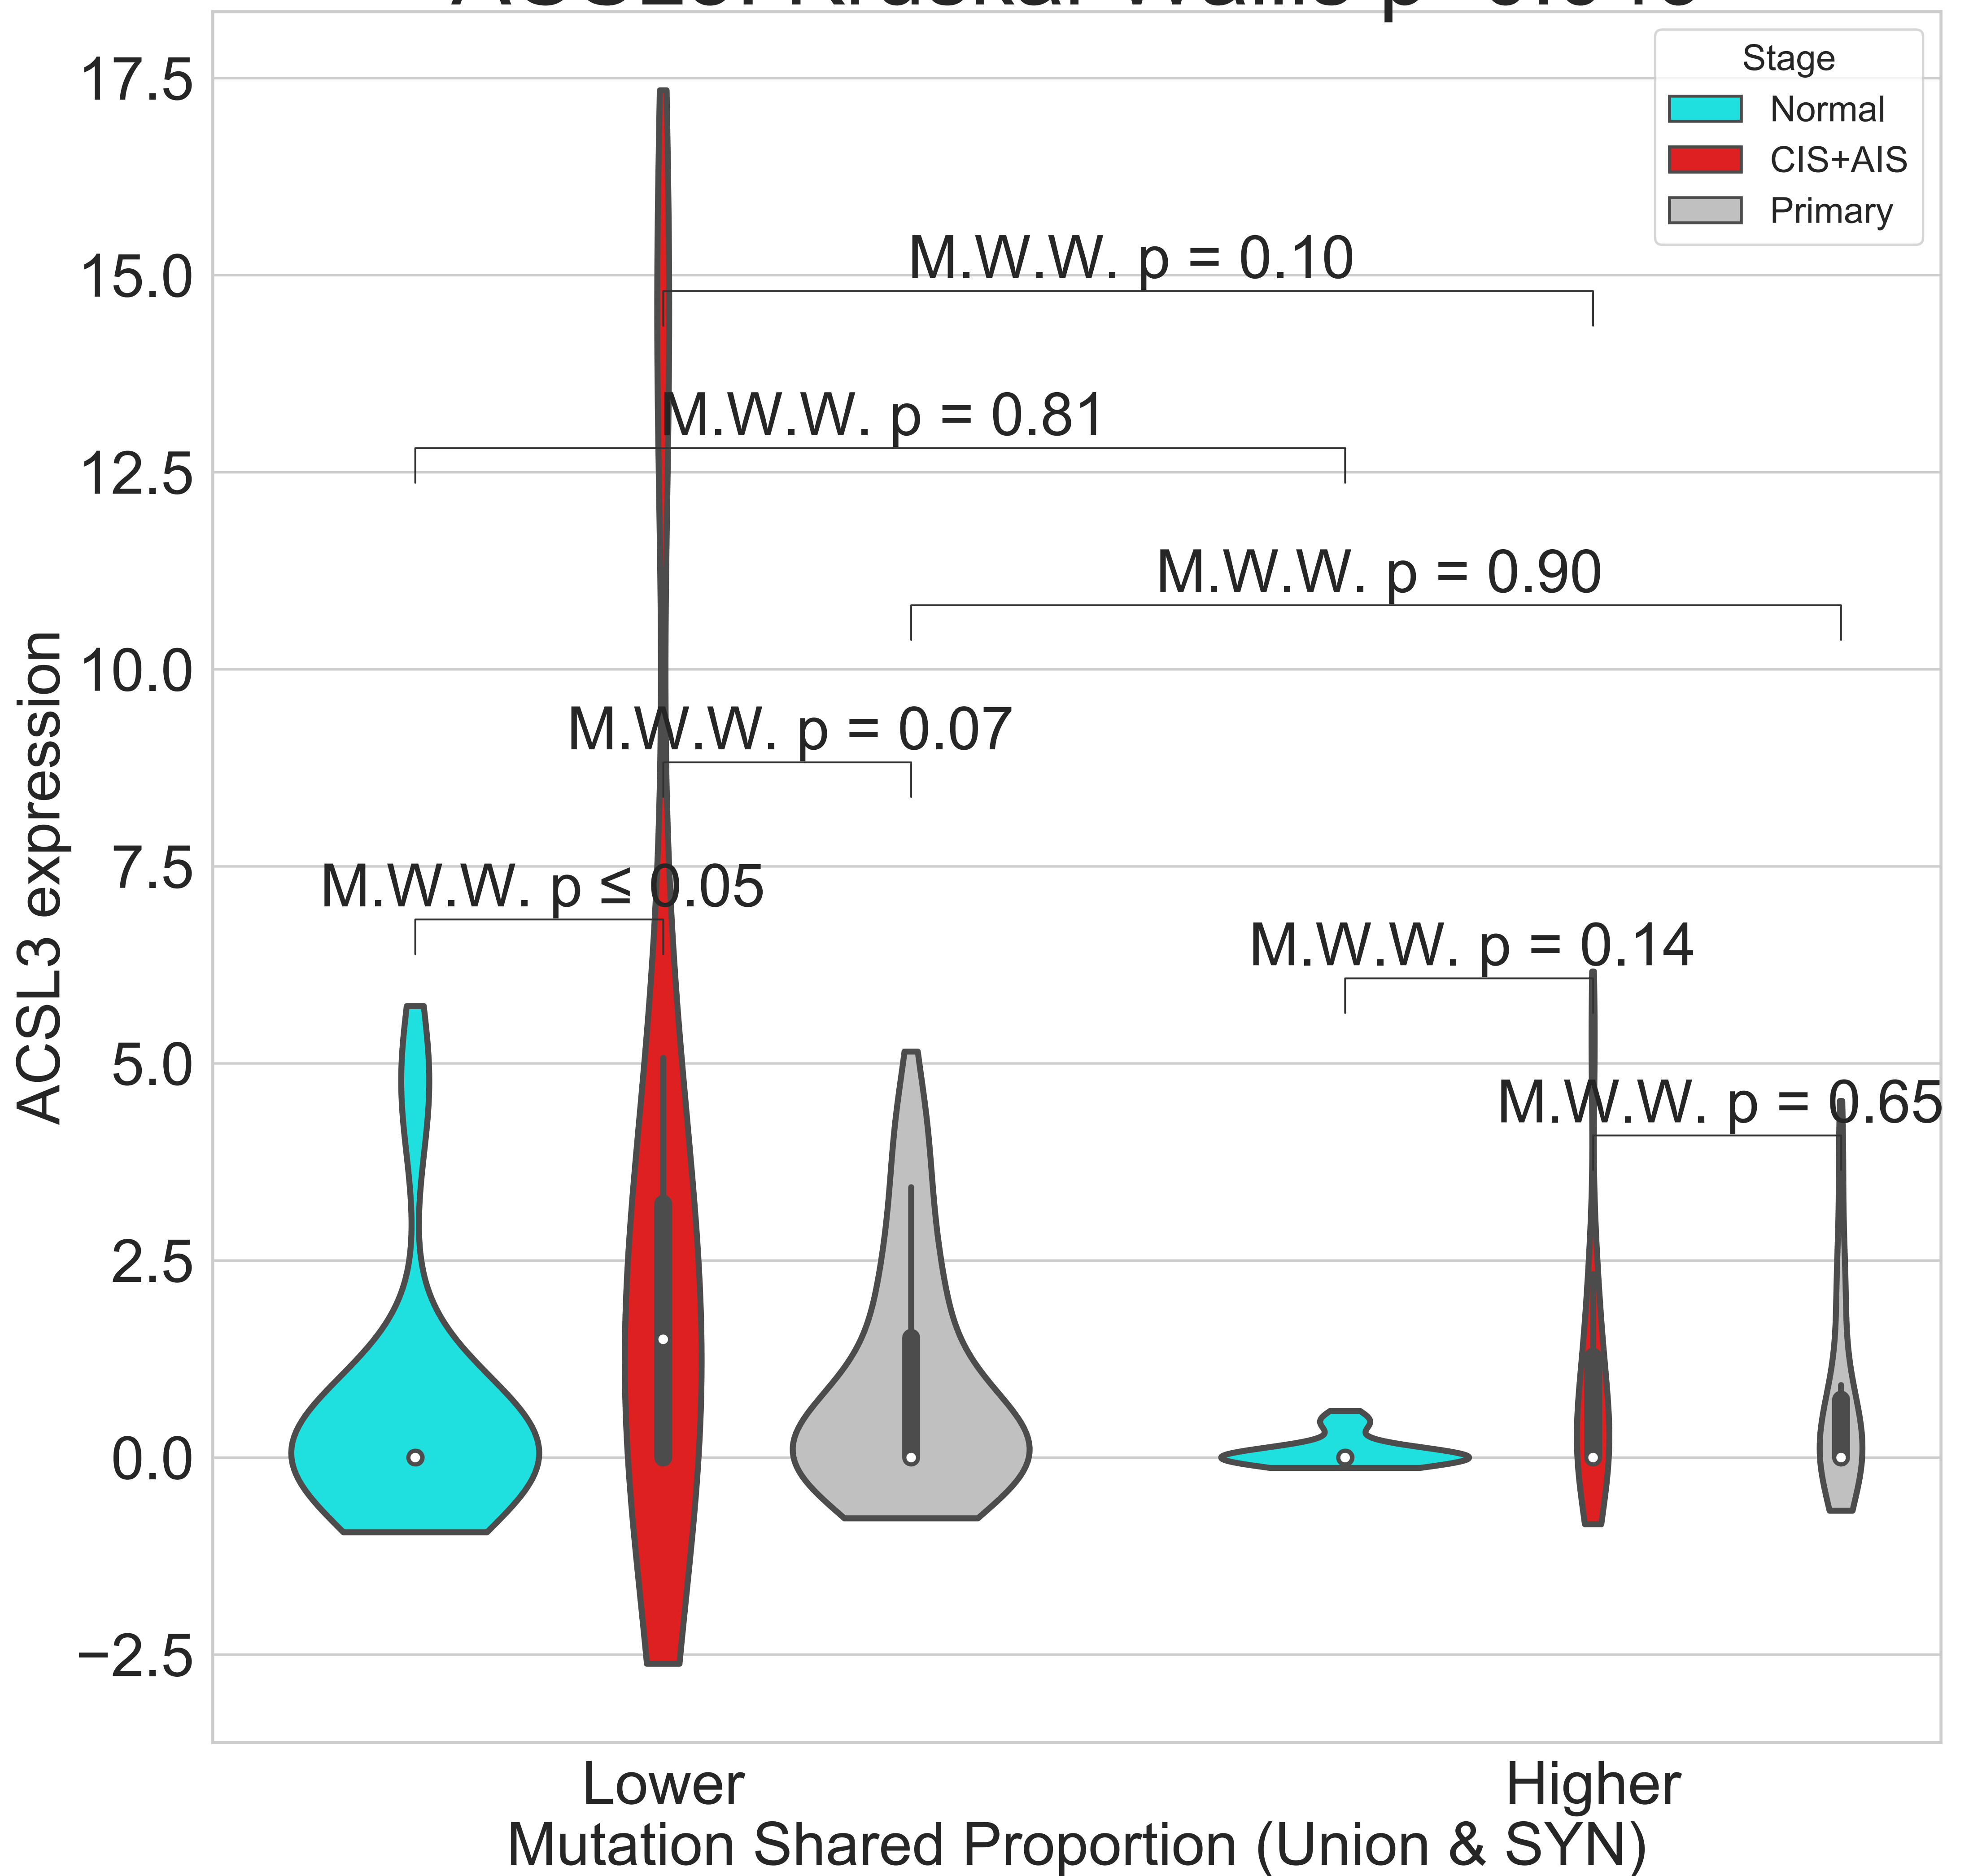 Stage
Normal
CIS+AIS
Primary
17.5
15.0
12.5
10.0
7.5
5.0
2.5
0.0
−2.5
ACSL3 expression
M.W.W. p = 0.10
M.W.W. p = 0.81
M.W.W. p = 0.90
M.W.W. p = 0.07
M.W.W. p ≤ 0.05
M.W.W. p = 0.14
M.W.W. p = 0.65
Lower
Higher
Mutation Shared Proportion (Union & SYN)